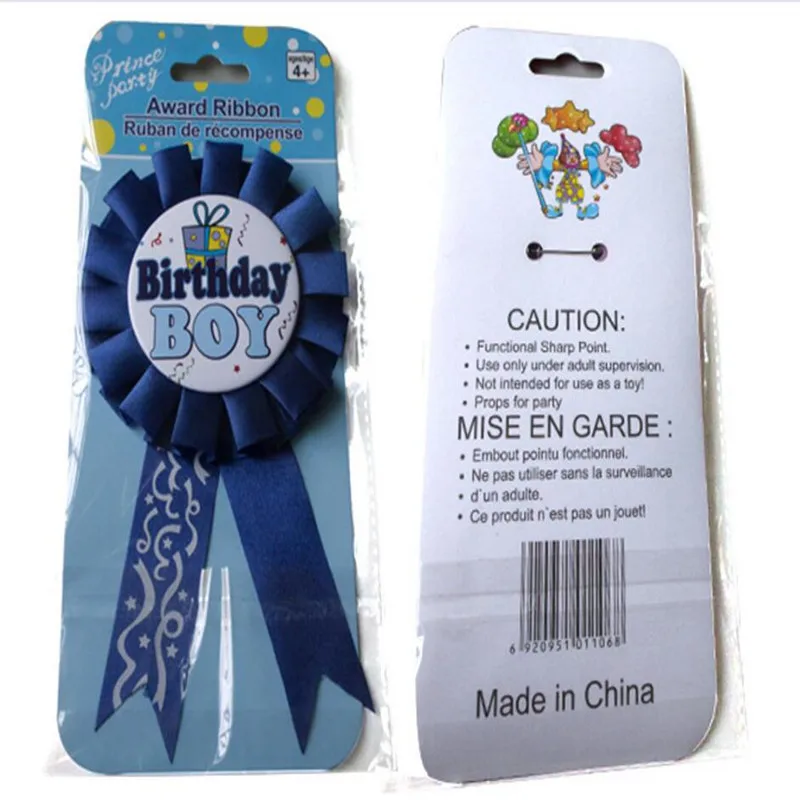 Prince
party
ages/âge
4+
Award Ribbon
Ruban de récompense
Birthday
BOY
CAUTION:
• Functional Sharp Point.
• Use only under adult supervision.
• Not intended for use as a toy!
• Props for party
MISE EN GARDE :
• Embout pointu fonctionnel.
• Ne pas utiliser sans la surveillance
• d`un adulte.
• Ce produit n`est pas un jouet!
6 920951 011068
Made in China